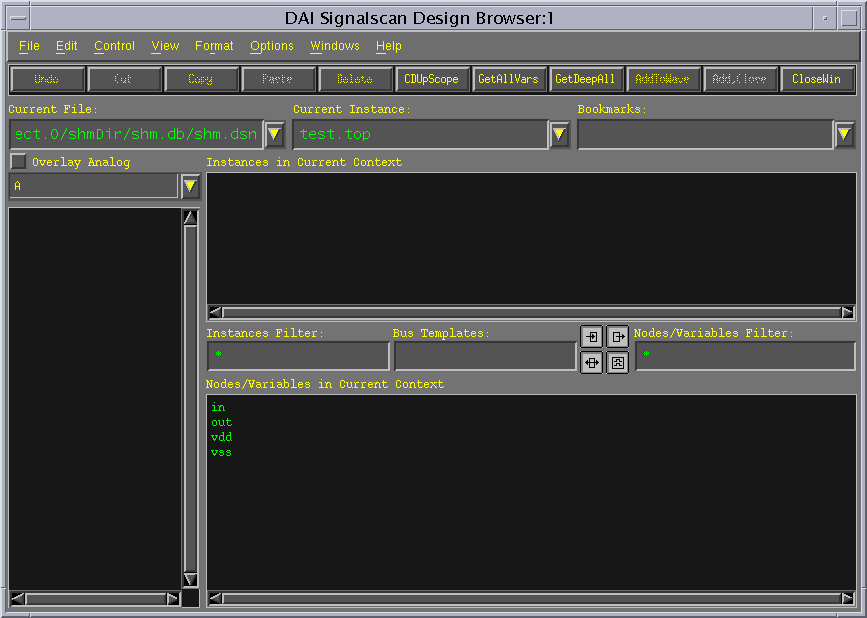 DAI Signalscan Design Browser:1
File Edit Control View Format Options Windows Help
Undo Cut Copy Paste Delete CDUpScope GetAllVars GetDeepAll AddToWave Add,Close CloseWin
Current File: Current Instance: Bookmarks:
ect.0/shmDir/shm.db/shm.dsn test.top
Overlay Analog Instances in Current Context
A
Instances Filter: Bus Templates: Nodes/Variables Filter:
* *
Nodes/Variables in Current Context
in
out
vdd
vss